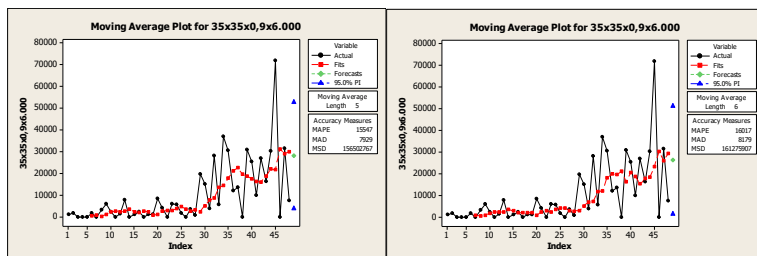 Moving Average Plot for 35x35x0,9x6.000
80000
70000
60000
50000
40000
30000
20000
10000
0
35x35x0,9x6.000
1 5 10 15 20 25 30 35 40 45
Index
Variable
Actual
Fits
Forecasts
95.0% PI
Moving Average
Length 5
Accuracy Measures
MAPE 15547
MAD 7929
MSD 156502767
Moving Average Plot for 35x35x0,9x6.000
80000
70000
60000
50000
40000
30000
20000
10000
0
35x35x0,9x6.000
1 5 10 15 20 25 30 35 40 45
Index
Variable
Actual
Fits
Forecasts
95.0% PI
Moving Average
Length 6
Accuracy Measures
MAPE 16017
MAD 8179
MSD 161275907